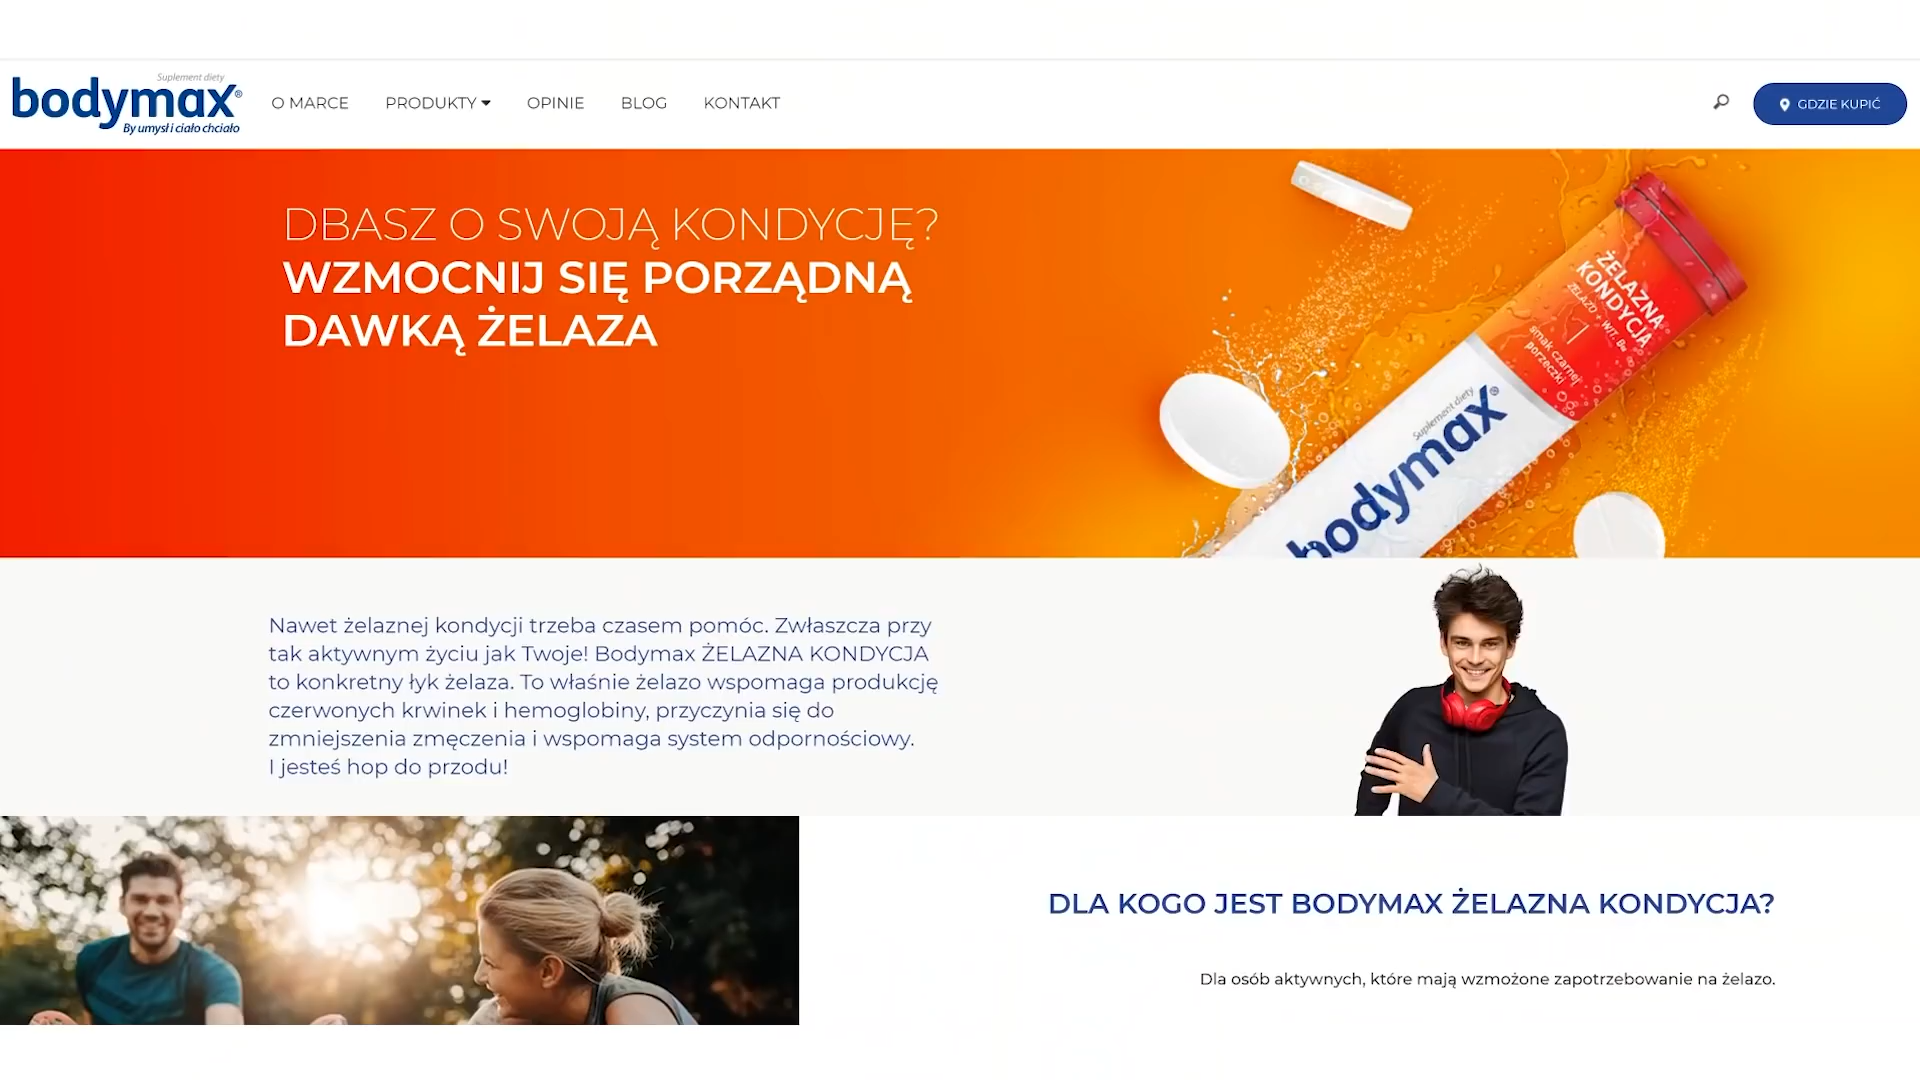 Suplement diety
bodymax®
By umysł i ciało chciało
O MARCE
PRODUKTY
OPINIE
BLOG
KONTAKT
GDZIE KUPIĆ
DBASZ O SWOJĄ KONDYCJĘ?
WZMOCNIJ SIĘ PORZĄDNĄ
DAWKĄ ŻELAZA
ŻELAZNA
KONDYCJA
ŻELAZO + WIT. B₁₂
smak czarnej
porzeczki
Suplement diety
bodymax®
Nawet żelaznej kondycji trzeba czasem pomóc. Zwłaszcza przy
tak aktywnym życiu jak Twoje! Bodymax ŻELAZNA KONDYCJA
to konkretny łyk żelaza. To właśnie żelazo wspomaga produkcję
czerwonych krwinek i hemoglobiny, przyczynia się do
zmniejszenia zmęczenia i wspomaga system odpornościowy.
I jesteś hop do przodu!
DLA KOGO JEST BODYMAX ŻELAZNA KONDYCJA?
Dla osób aktywnych, które mają wzmożone zapotrzebowanie na żelazo.